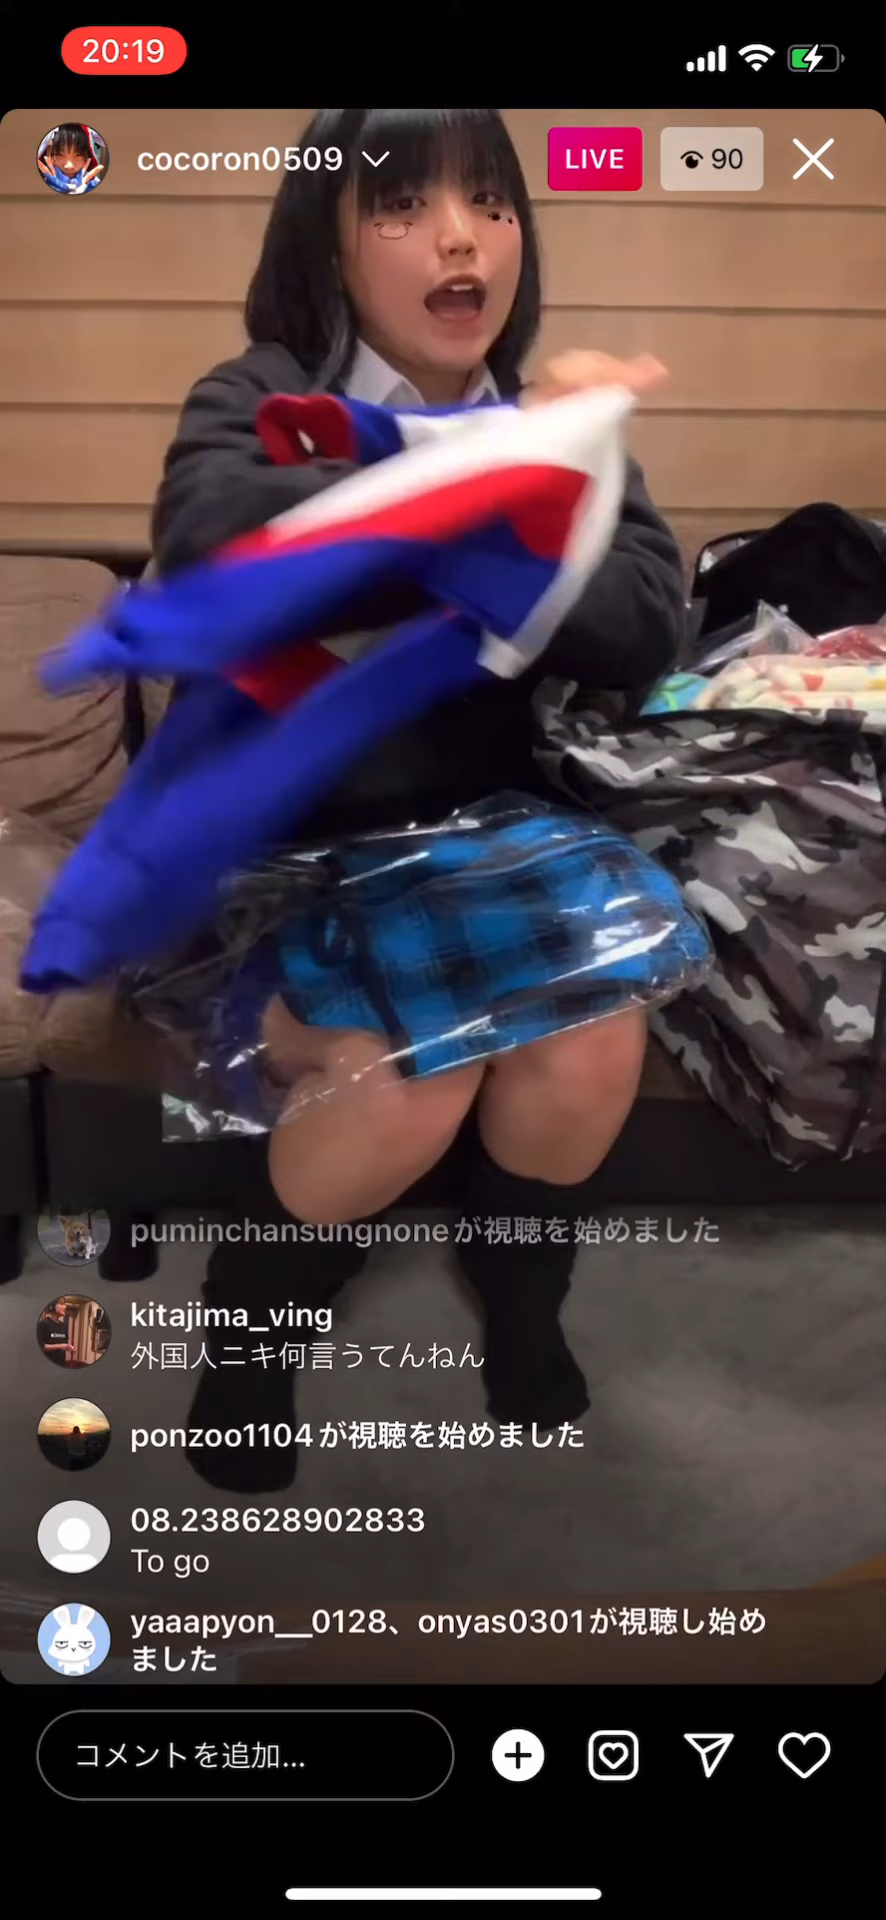 20:19
cocoron0509
LIVE
90
puminchansungnoneが視聴を始めました
kitajima_ving
外国人ニキ何言うてんねん
ponzoo1104が視聴を始めました
08.238628902833
To go
yaaapyon__0128、onyas0301が視聴し始め
ました
コメントを追加...